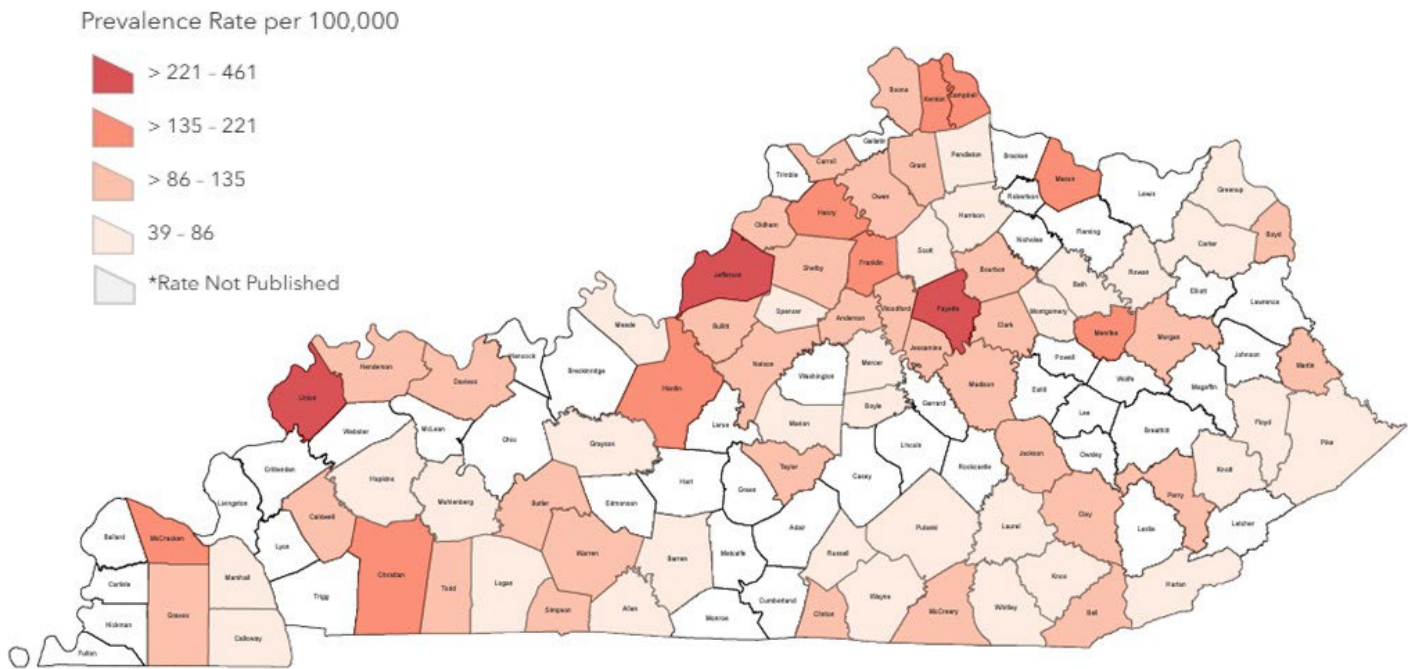 Prevalence Rate per 100,000
> 221 - 461
> 135 - 221
> 86 - 135
39 - 86
*Rate Not Published
Boone
Kenton
Campbell
Gallatin
Pendleton
Bracken
Grant
Carroll
Trimble
Mason
Lewis
Greenup
Robertson
Owen
Henry
Harrison
Oldham
Fleming
Carter
Boyd
Nicholas
Scott
Franklin
Shelby
Jefferson
Bourbon
Bath
Rowan
Elliott
Lawrence
Fayette
Woodford
Montgomery
Spencer
Anderson
Bullitt
Clark
Menifee
Morgan
Meade
Jessamine
Johnson
Martin
Hancock
Breckinridge
Nelson
Mercer
Powell
Washington
Madison
Wolfe
Magoffin
Henderson
Daviess
Hardin
Estill
Union
Boyle
Garrard
Lee
Floyd
Pike
Webster
McLean
Larue
Marion
Breathitt
Ohio
Grayson
Lincoln
Jackson
Owsley
Crittenden
Taylor
Rockcastle
Knott
Hopkins
Hart
Green
Casey
Perry
Livingston
Muhlenberg
Butler
Edmonson
Caldwell
Clay
Leslie
Letcher
Ballard
McCracken
Lyon
Adair
Pulaski
Laurel
Warren
Barren
Metcalfe
Russell
Christian
Marshall
Carlisle
Todd
Logan
Knox
Harlan
Trigg
Simpson
Allen
Cumberland
Wayne
Whitley
McCreary
Bell
Clinton
Monroe
Graves
Hickman
Calloway
Fulton